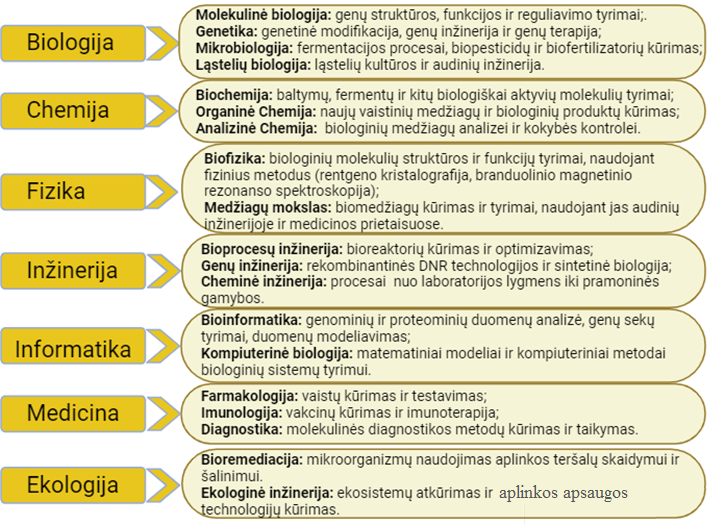 Biologija
Molekulinė biologija: genų struktūros, funkcijos ir reguliavimo tyrimai;.
Genetika: genetinė modifikacija, genų inžinerija ir genų terapija;
Mikrobiologija: fermentacijos procesai, biopesticidų ir biofertilizatorių kūrimas;
Ląstelių biologija: ląstelių kultūros ir audinių inžinerija.
Chemija
Biochemija: baltymų, fermentų ir kitų biologiškai aktyvių molekulių tyrimai;
Organinė Chemija: naujų vaistinių medžiagų ir biologinių produktų kūrimas;
Analizinė Chemija: biologinių medžiagų analizei ir kokybės kontrolei.
Fizika
Biofizika: biologinių molekulių struktūros ir funkcijų tyrimai, naudojant
fizinius metodus (rentgeno kristalografija, branduolinio magnetinio
rezonanso spektroskopija);
Medžiagų mokslas: biomedžiagų kūrimas ir tyrimai, naudojant jas audinių
inžinerijoje ir medicinos prietaisuose.
Inžinerija
Bioprocesų inžinerija: bioreaktorių kūrimas ir optimizavimas;
Genų inžinerija: rekombinantinės DNR technologijos ir sintetinė biologija;
Cheminė inžinerija: procesai nuo laboratorijos lygmens iki pramoninės
gamybos.
Informatika
Bioinformatika: genominių ir proteominių duomenų analizė, genų sekų
tyrimai, duomenų modeliavimas;
Kompiuterinė biologija: matematiniai modeliai ir kompiuteriniai metodai
biologinių sistemų tyrimui.
Medicina
Farmakologija: vaistų kūrimas ir testavimas;
Imunologija: vakcinų kūrimas ir imunoterapija;
Diagnostika: molekulinės diagnostikos metodų kūrimas ir taikymas.
Ekologija
Bioremediacija: mikroorganizmų naudojimas aplinkos teršalų skaidymui ir
šalinimui.
Ekologinė inžinerija: ekosistemų atkūrimas ir aplinkos apsaugos
technologijų kūrimas.